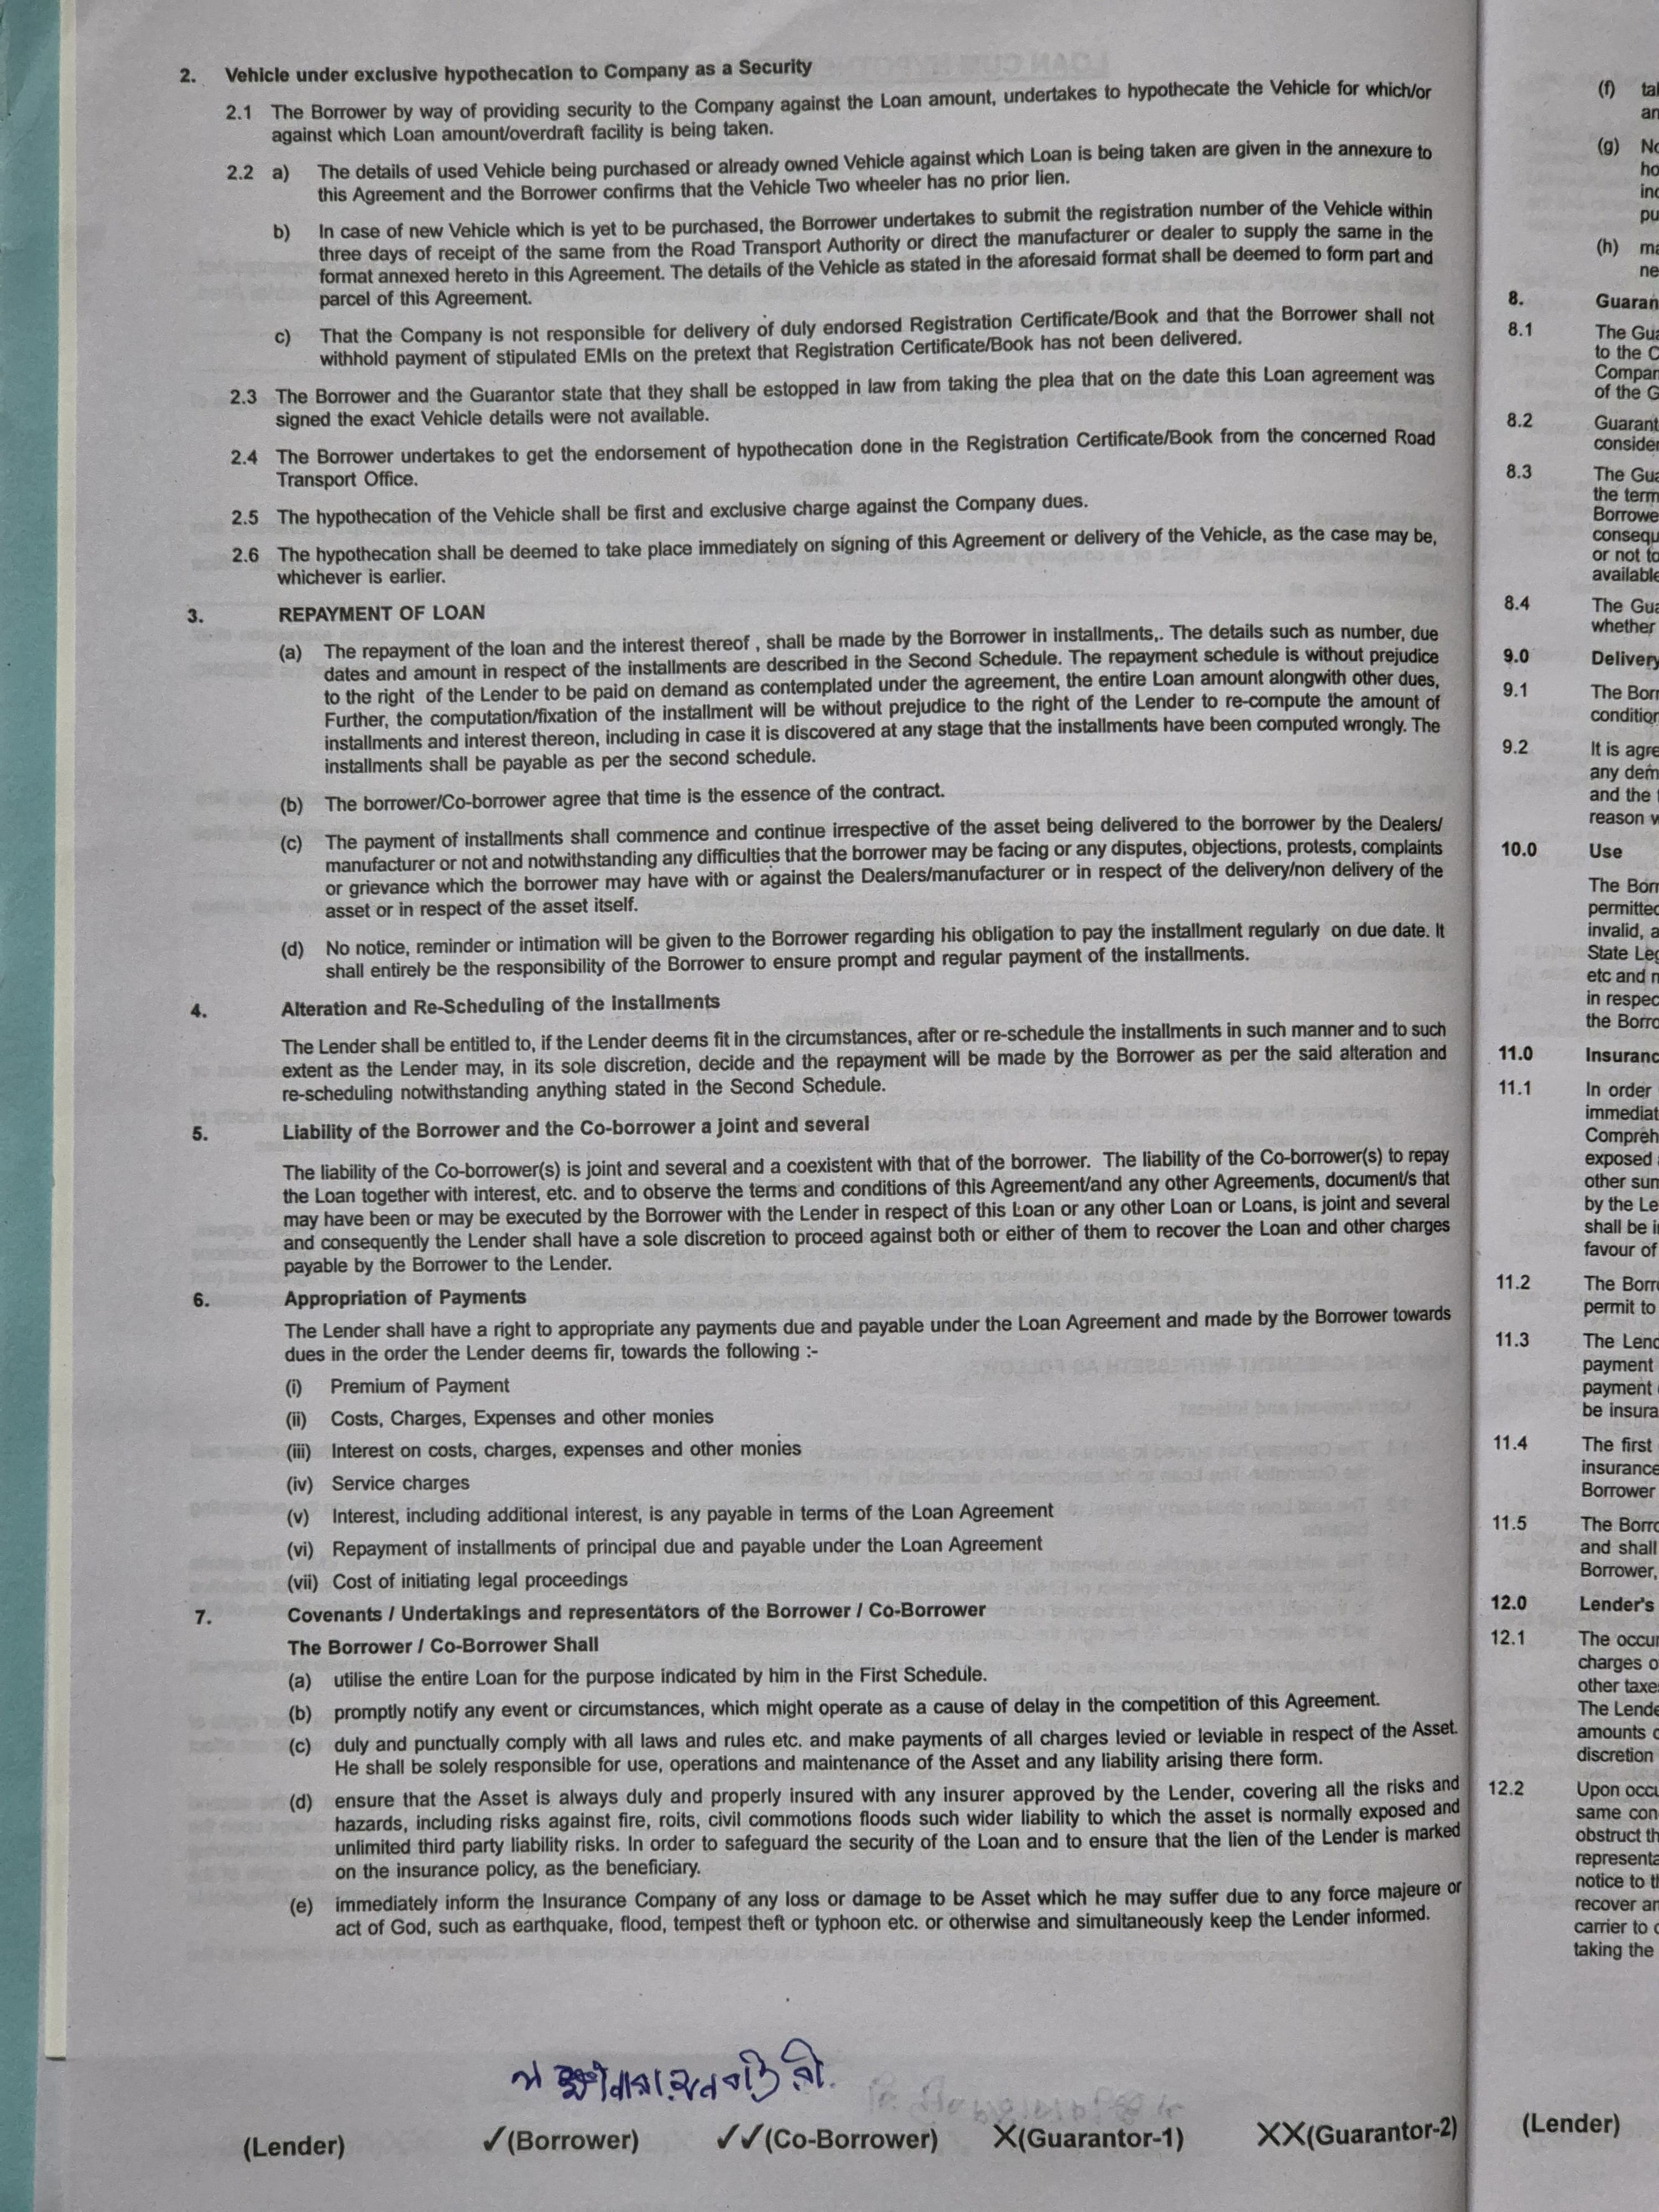 2. Vehicle under exclusive hypothecation to Company as a Security
2.1 The Borrower by way of providing security to the Company against the Loan amount, undertakes to hypothecate the Vehicle for which/or
against which Loan amount/overdraft facility is being taken.
2.2 a) The details of used Vehicle being purchased or already owned Vehicle against which Loan is being taken are given in the annexure to
this Agreement and the Borrower confirms that the Vehicle Two wheeler has no prior lien.
b) In case of new Vehicle which is yet to be purchased, the Borrower undertakes to submit the registration number of the Vehicle within
three days of receipt of the same from the Road Transport Authority or direct the manufacturer or dealer to supply the same in the
format annexed hereto in this Agreement. The details of the Vehicle as stated in the aforesaid format shall be deemed to form part and
parcel of this Agreement.
c) That the Company is not responsible for delivery of duly endorsed Registration Certificate/Book and that the Borrower shall not
withhold payment of stipulated EMIs on the pretext that Registration Certificate/Book has not been delivered.
2.3 The Borrower and the Guarantor state that they shall be estopped in law from taking the plea that on the date this Loan agreement was
signed the exact Vehicle details were not available.
2.4 The Borrower undertakes to get the endorsement of hypothecation done in the Registration Certificate/Book from the concerned Road
Transport Office.
2.5 The hypothecation of the Vehicle shall be first and exclusive charge against the Company dues.
2.6 The hypothecation shall be deemed to take place immediately on signing of this Agreement or delivery of the Vehicle, as the case may be,
whichever is earlier.
3. REPAYMENT OF LOAN
(a) The repayment of the loan and the interest thereof , shall be made by the Borrower in installments,. The details such as number, due
dates and amount in respect of the installments are described in the Second Schedule. The repayment schedule is without prejudice
to the right of the Lender to be paid on demand as contemplated under the agreement, the entire Loan amount alongwith other dues,
Further, the computation/fixation of the installment will be without prejudice to the right of the Lender to re-compute the amount of
installments and interest thereon, including in case it is discovered at any stage that the installments have been computed wrongly. The
installments shall be payable as per the second schedule.
(b) The borrower/Co-borrower agree that time is the essence of the contract.
(c) The payment of installments shall commence and continue irrespective of the asset being delivered to the borrower by the Dealers/
manufacturer or not and notwithstanding any difficulties that the borrower may be facing or any disputes, objections, protests, complaints
or grievance which the borrower may have with or against the Dealers/manufacturer or in respect of the delivery/non delivery of the
asset or in respect of the asset itself.
(d) No notice, reminder or intimation will be given to the Borrower regarding his obligation to pay the installment regularly on due date. It
shall entirely be the responsibility of the Borrower to ensure prompt and regular payment of the installments.
4. Alteration and Re-Scheduling of the Installments
The Lender shall be entitled to, if the Lender deems fit in the circumstances, after or re-schedule the installments in such manner and to such
extent as the Lender may, in its sole discretion, decide and the repayment will be made by the Borrower as per the said alteration and
re-scheduling notwithstanding anything stated in the Second Schedule.
5. Liability of the Borrower and the Co-borrower a joint and several
The liability of the Co-borrower(s) is joint and several and a coexistent with that of the borrower. The liability of the Co-borrower(s) to repay
the Loan together with interest, etc. and to observe the terms and conditions of this Agreement/and any other Agreements, document/s that
may have been or may be executed by the Borrower with the Lender in respect of this Loan or any other Loan or Loans, is joint and several
and consequently the Lender shall have a sole discretion to proceed against both or either of them to recover the Loan and other charges
payable by the Borrower to the Lender.
6. Appropriation of Payments
The Lender shall have a right to appropriate any payments due and payable under the Loan Agreement and made by the Borrower towards
dues in the order the Lender deems fir, towards the following :-
(i) Premium of Payment
(ii) Costs, Charges, Expenses and other monies
(iii) Interest on costs, charges, expenses and other monies
(iv) Service charges
(v) Interest, including additional interest, is any payable in terms of the Loan Agreement
(vi) Repayment of installments of principal due and payable under the Loan Agreement
(vii) Cost of initiating legal proceedings
7. Covenants / Undertakings and representators of the Borrower / Co-Borrower
The Borrower / Co-Borrower Shall
(a) utilise the entire Loan for the purpose indicated by him in the First Schedule.
(b) promptly notify any event or circumstances, which might operate as a cause of delay in the competition of this Agreement.
(c) duly and punctually comply with all laws and rules etc. and make payments of all charges levied or leviable in respect of the Asset.
He shall be solely responsible for use, operations and maintenance of the Asset and any liability arising there form.
(d) ensure that the Asset is always duly and properly insured with any insurer approved by the Lender, covering all the risks and
hazards, including risks against fire, roits, civil commotions floods such wider liability to which the asset is normally exposed and
unlimited third party liability risks. In order to safeguard the security of the Loan and to ensure that the lien of the Lender is marked
on the insurance policy, as the beneficiary.
(e) immediately inform the Insurance Company of any loss or damage to be Asset which he may suffer due to any force majeure or
act of God, such as earthquake, flood, tempest theft or typhoon etc. or otherwise and simultaneously keep the Lender informed.
(Lender) ✓(Borrower) ✓✓(Co-Borrower) X(Guarantor-1) XX(Guarantor-2)
(f)
(g)
(h)
8.
8.1 The
to the
of the
8.2
8.3 The
the term
8.4 The
whether
9.0 Delivery
9.1 The
9.2 It is
any
and the
reason
10.0 Use
The
invalid,
State
etc and
in
the
11.0
11.1 In order
exposed
other
by the
shall be
favour of
11.2 The
permit to
11.3 The
payment
payment
be
11.4 The first
insurance
Borrower
11.5 The
and shall
Borrower,
12.0 Lender's
12.1 The
charges
other
The
amounts
discretion
12.2 Upon
same
obstruct
notice to
recover
carrier to
taking the
(Lender)